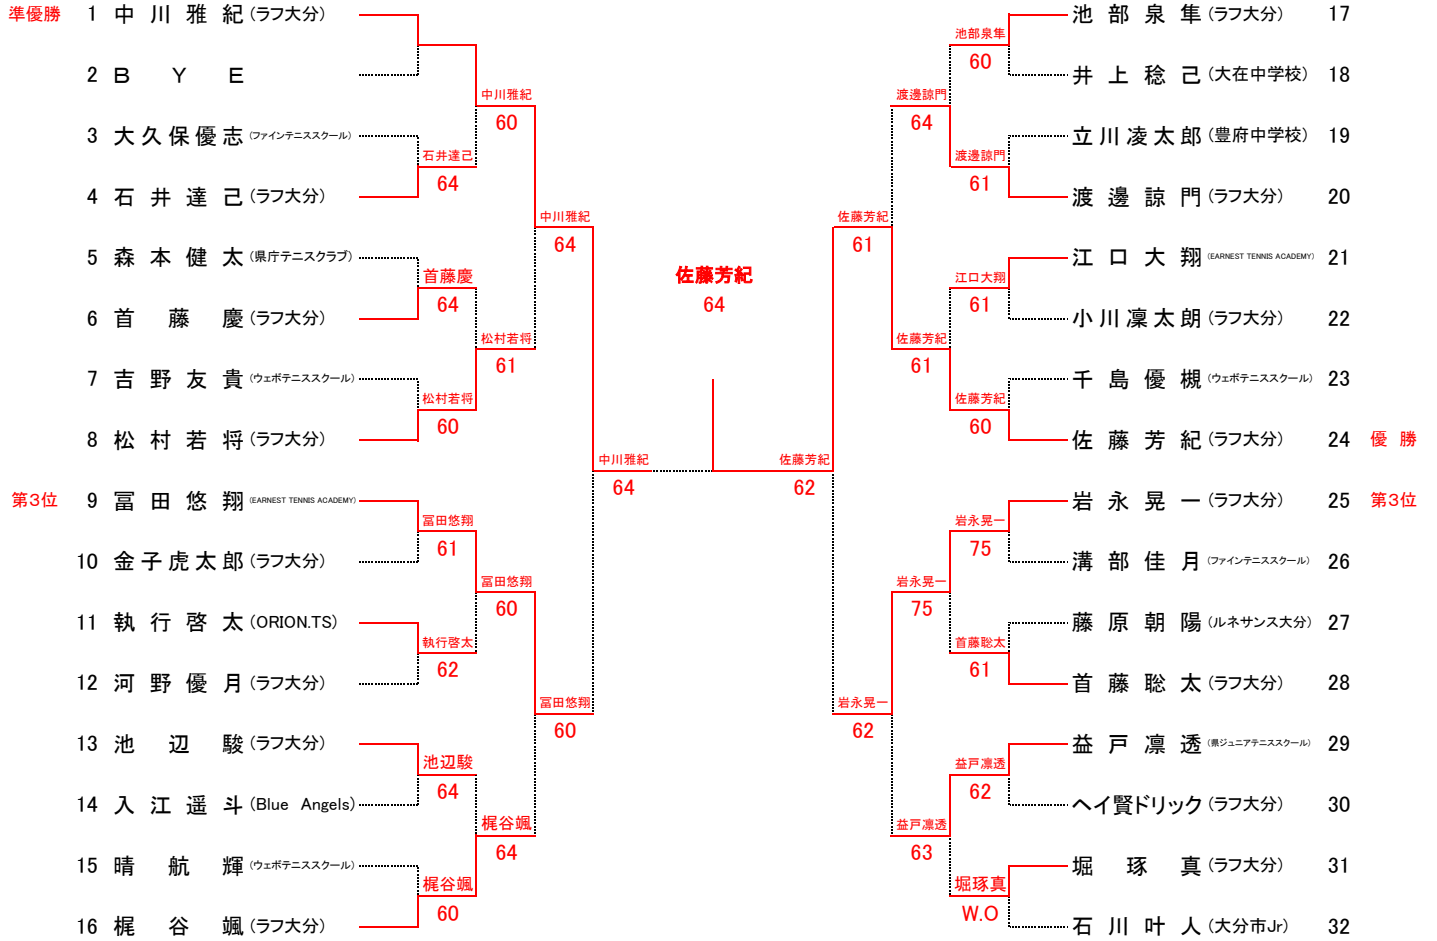 準優勝 1 中川雅紀 (ラフ大分)
2 BYE
3 大久保優志 (ファインテニススクール)
4 石井達己 (ラフ大分)
5 森本健太 (県庁テニスクラブ)
6 首藤慶 (ラフ大分)
7 吉野友貴 (ウェボテニススクール)
8 松村若将 (ラフ大分)
第3位 9 冨田悠翔 (EARNEST TENNIS ACADEMY)
10 金子虎太郎 (ラフ大分)
11 執行啓太 (ORION.TS)
12 河野優月 (ラフ大分)
13 池辺駿 (ラフ大分)
14 入江遥斗 (Blue Angels)
15 晴航輝 (ウェボテニススクール)
16 梶谷颯 (ラフ大分)
石井達己
64
首藤慶
64
松村若将
60
冨田悠翔
61
執行啓太
62
池辺駿
64
梶谷颯
60
中川雅紀
60
松村若将
61
冨田悠翔
60
梶谷颯
64
中川雅紀
64
冨田悠翔
60
中川雅紀
64
佐藤芳紀
64
佐藤芳紀
62
佐藤芳紀
61
岩永晃一
62
渡邊諒門
64
佐藤芳紀
61
岩永晃一
75
益戸凛透
63
池部泉隼
60
渡邊諒門
61
江口大翔
61
佐藤芳紀
60
岩永晃一
75
首藤聡太
61
益戸凛透
62
堀琢真
W.O
池部泉隼 (ラフ大分) 17
井上稔己 (大在中学校) 18
立川凌太郎 (豊府中学校) 19
渡邊諒門 (ラフ大分) 20
江口大翔 (EARNEST TENNIS ACADEMY) 21
小川凜太朗 (ラフ大分) 22
千島優槻 (ウェボテニススクール) 23
佐藤芳紀 (ラフ大分) 24 優勝
岩永晃一 (ラフ大分) 25 第3位
溝部佳月 (ファインテニススクール) 26
藤原朝陽 (ルネサンス大分) 27
首藤聡太 (ラフ大分) 28
益戸凛透 (県ジュニアテニススクール) 29
ヘイ賢ドリック (ラフ大分) 30
堀琢真 (ラフ大分) 31
石川叶人 (大分市Jr) 32